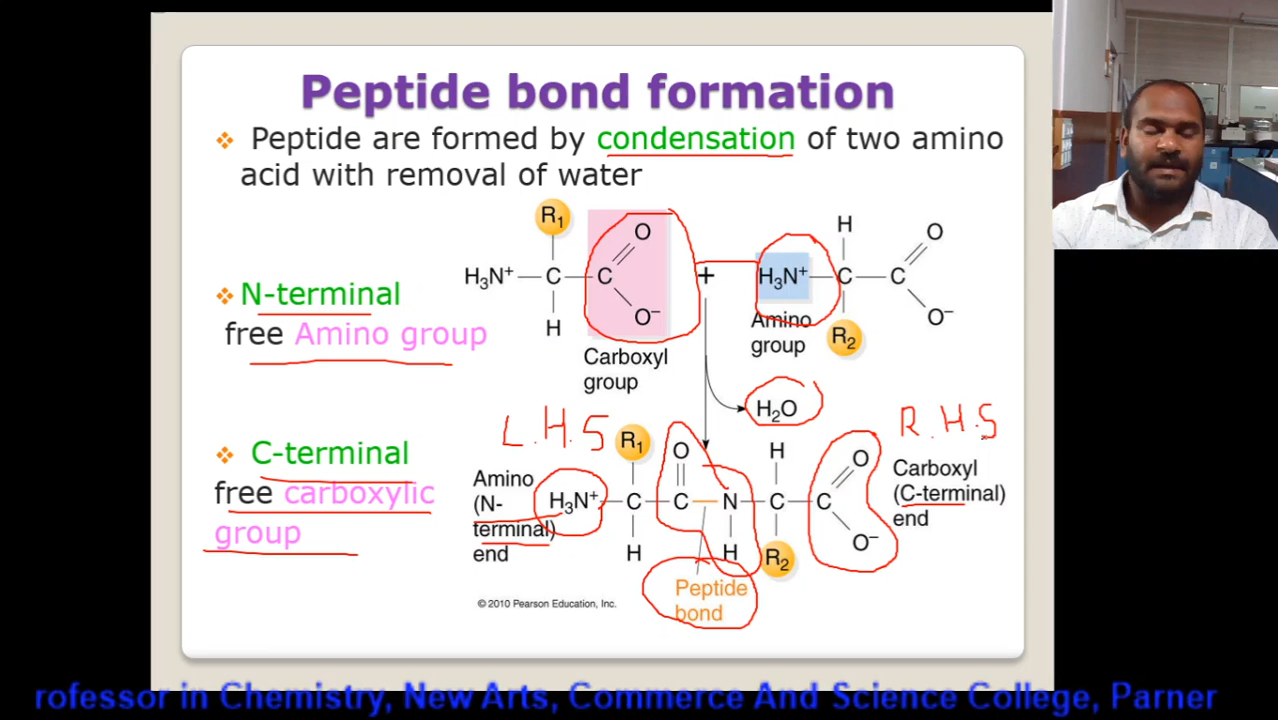 Peptide bond formation
Peptide are formed by condensation of two amino
acid with removal of water
R1
O
H
O
H3N+
C
C
+
H3N+
C
C
O-
O-
H
R2
Carboxyl
group
Amino
group
N-terminal
free Amino group
H2O
L.H.S
R.H.S
C-terminal
free carboxylic
group
R1
O
H
O
Amino
(N-
terminal)
end
H3N+
C
C
N
C
C
O-
H
H
R2
Carboxyl
(C-terminal)
end
Peptide
bond
© 2010 Pearson Education, Inc.
rofessor in Chemistry, New Arts, Commerce And Science College, Parner